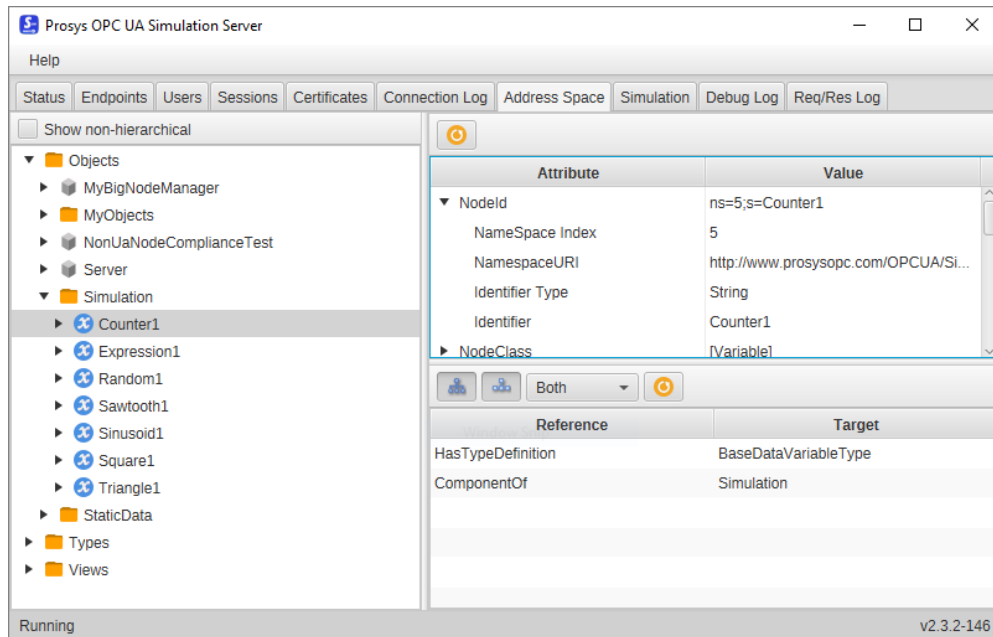 Prosys OPC UA Simulation Server
Help
Status Endpoints Users Sessions Certificates Connection Log Address Space Simulation Debug Log Req/Res Log
Show non-hierarchical
Objects
MyBigNodeManager
MyObjects
NonUaNodeComplianceTest
Server
Simulation
Counter1
Expression1
Random1
Sawtooth1
Sinusoid1
Square1
Triangle1
StaticData
Types
Views
Attribute Value
NodeId ns=5;s=Counter1
NameSpace Index 5
NamespaceURI http://www.prosysopc.com/OPCUA/Si...
Identifier Type String
Identifier Counter1
NodeClass [Variable]
Both
Reference Target
HasTypeDefinition BaseDataVariableType
ComponentOf Simulation
Running v2.3.2-146